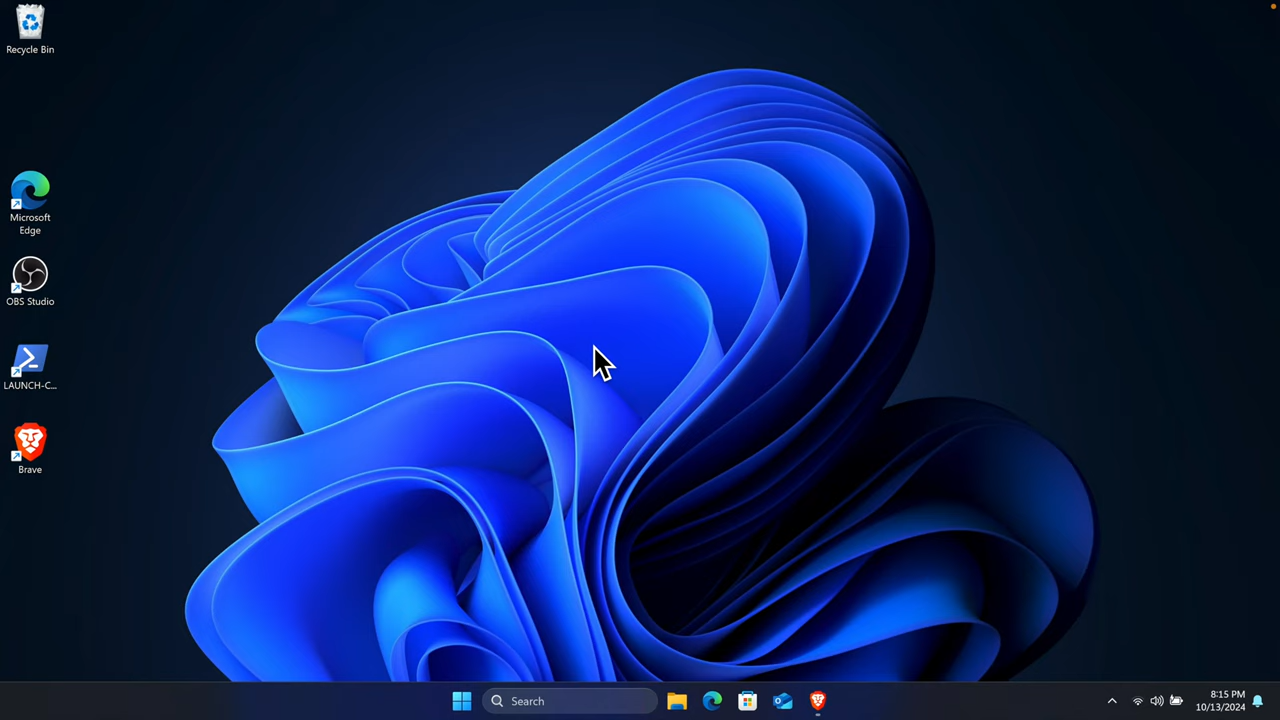 Recycle Bin
Microsoft
Edge
OBS Studio
LAUNCH-C...
Brave
Search
8:15 PM
10/13/2024